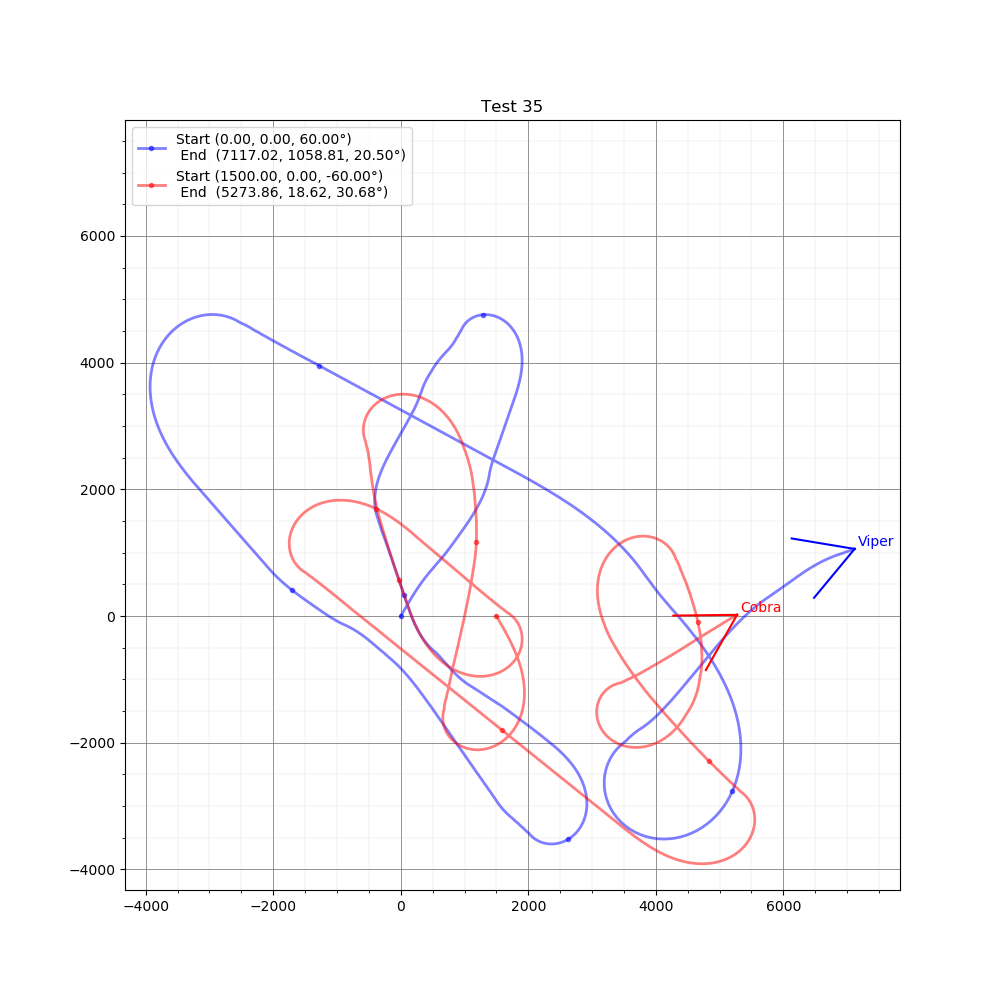 Test 35
Start (0.00, 0.00, 60.00°)
End (7117.02, 1058.81, 20.50°)
Start (1500.00, 0.00, -60.00°)
End (5273.86, 18.62, 30.68°)
6000
4000
2000
0
−2000
−4000
Viper
Cobra
−4000 −2000 0 2000 4000 6000